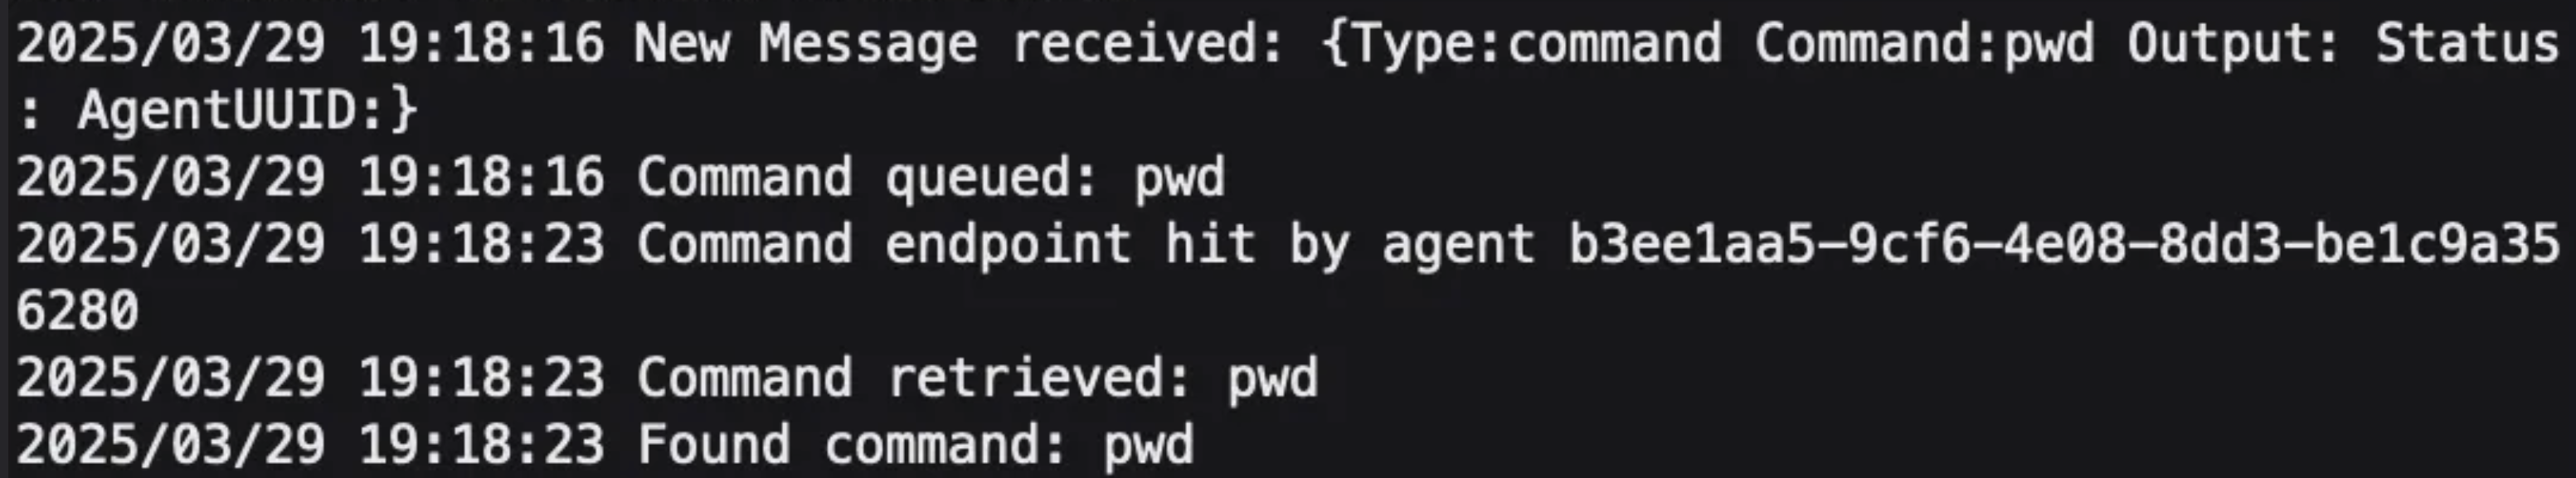 2025/03/29 19:18:16 New Message received: {Type:command Command:pwd Output: Status
: AgentUUID:}
2025/03/29 19:18:16 Command queued: pwd
2025/03/29 19:18:23 Command endpoint hit by agent b3ee1aa5-9cf6-4e08-8dd3-be1c9a35
6280
2025/03/29 19:18:23 Command retrieved: pwd
2025/03/29 19:18:23 Found command: pwd